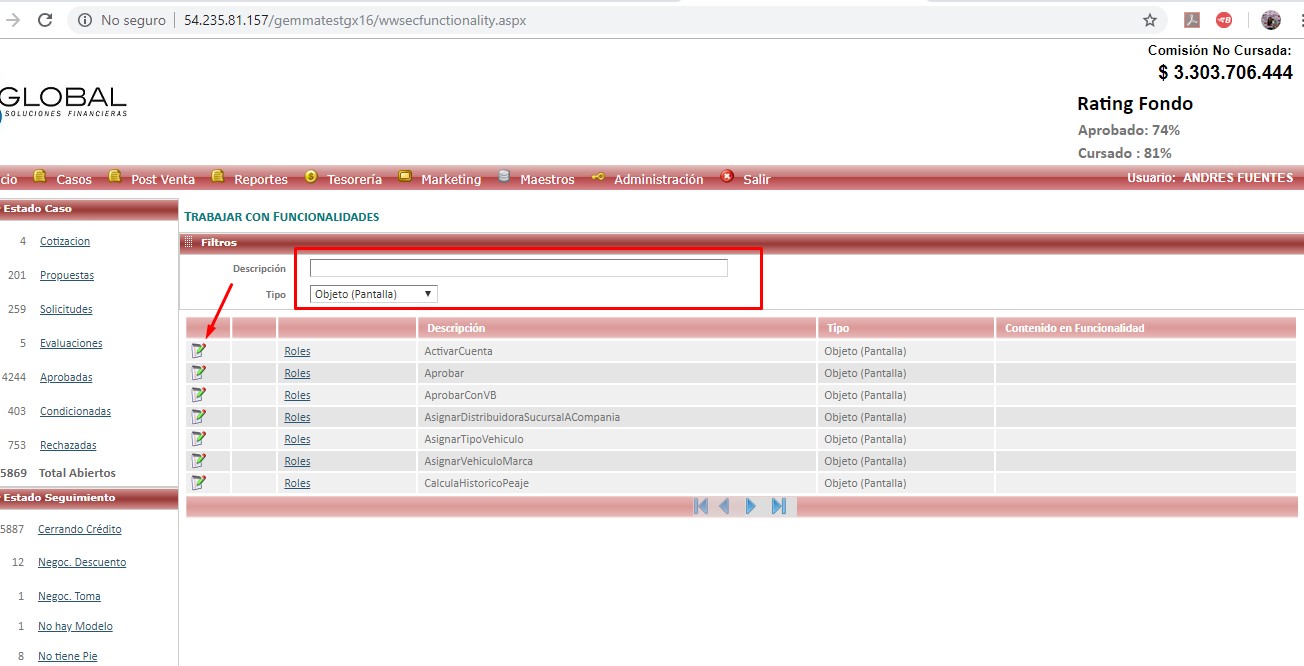 No seguro | 54.235.81.157/gemmatestgx16/wwsecfunctionality.aspx
Comisión No Cursada:
$ 3.303.706.444
GLOBAL
SOLUCIONES FINANCIERAS
Rating Fondo
Aprobado: 74%
Cursado : 81%
cio Casos Post Venta Reportes Tesorería Marketing Maestros Administración Salir Usuario: ANDRES FUENTES
Estado Caso
4 Cotizacion
201 Propuestas
259 Solicitudes
5 Evaluaciones
4244 Aprobadas
403 Condicionadas
753 Rechazadas
5869 Total Abiertos
Estado Seguimiento
5887 Cerrando Crédito
12 Negoc. Descuento
1 Negoc. Toma
1 No hay Modelo
8 No tiene Pie
TRABAJAR CON FUNCIONALIDADES
Filtros
Descripción
Tipo Objeto (Pantalla)
Descripción Tipo Contenido en Funcionalidad
Roles ActivarCuenta Objeto (Pantalla)
Roles Aprobar Objeto (Pantalla)
Roles AprobarConVB Objeto (Pantalla)
Roles AsignarDistribuidoraSucursalACompania Objeto (Pantalla)
Roles AsignarTipoVehiculo Objeto (Pantalla)
Roles AsignarVehiculoMarca Objeto (Pantalla)
Roles CalculaHistoricoPeaje Objeto (Pantalla)